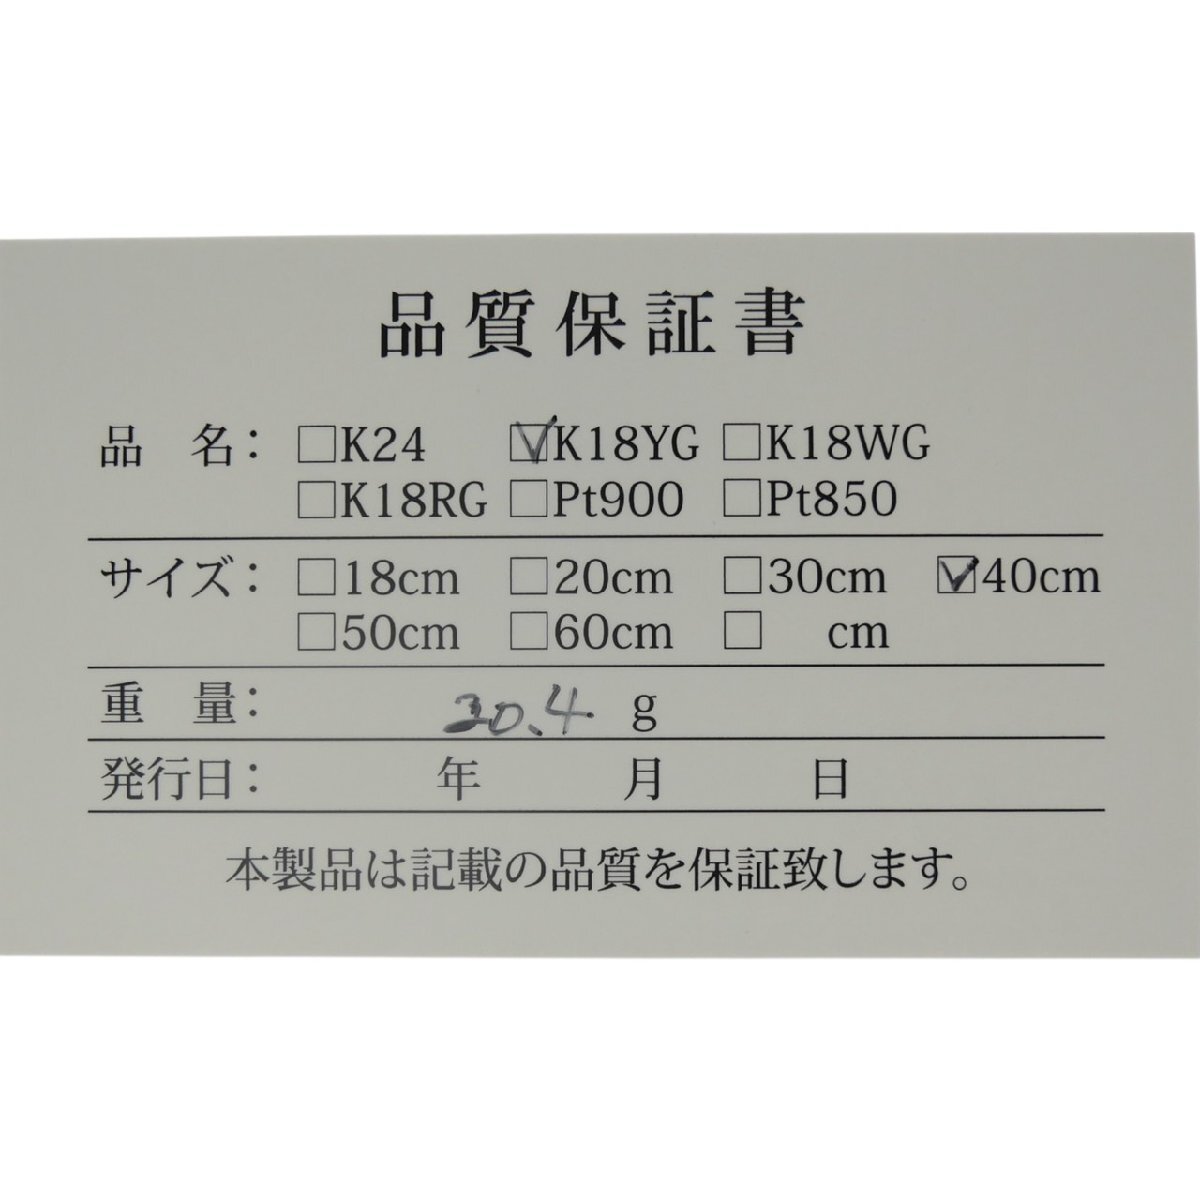 品質保証書
品 名： □K24 ☑K18YG □K18WG
□K18RG □Pt900 □Pt850
サイズ： □18cm □20cm □30cm ☑40cm
□50cm □60cm □ cm
重 量： 30.4 g
発行日： 年 月 日
本製品は記載の品質を保証致します。